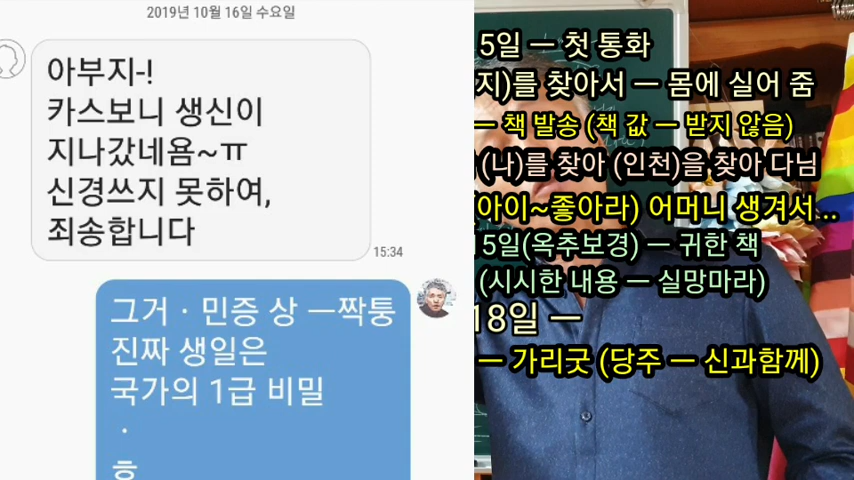 2019년 10월 16일 수요일
아부지-!
카스보니 생신이
지나갔네욤~ㅠ
신경쓰지 못하여,
죄송합니다
15:34
그거 · 민증 상 ㅡ짝퉁
진짜 생일은
국가의 1급 비밀
·
흐
5일 ㅡ 첫 통화
지)를 찾아서 ㅡ 몸에 실어 줌
ㅡ 책 발송 (책 값 ㅡ 받지 않음)
(나)를 찾아 (인천)을 찾아 다님
(아이~좋아라) 어머니 생겨서...
15일(옥추보경) ㅡ 귀한 책
(시시한 내용 ㅡ 실망마라)
18일 ㅡ
ㅡ 가리굿 (당주 ㅡ 신과함께)